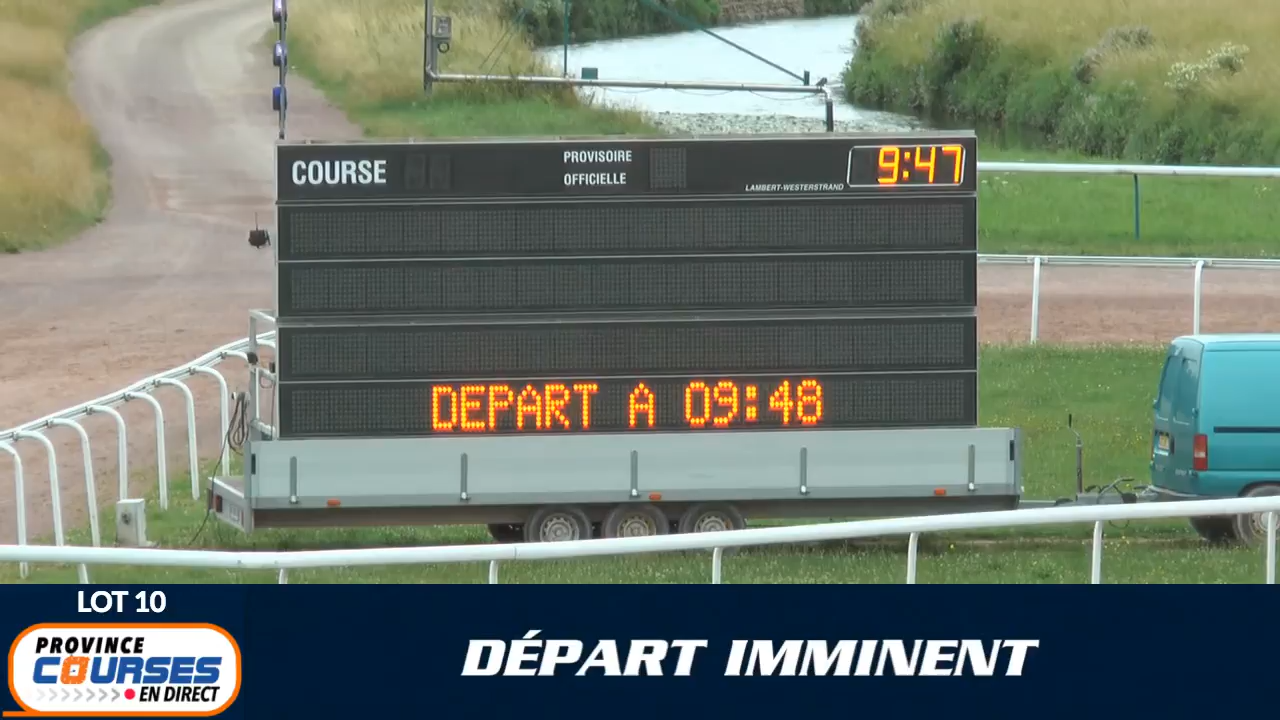 COURSE
PROVISOIRE
OFFICIELLE
LAMBERT-WESTERSTRAND
9:47
DEPART A 09:48
LOT 10
PROVINCE
COURSES
EN DIRECT
DÉPART IMMINENT